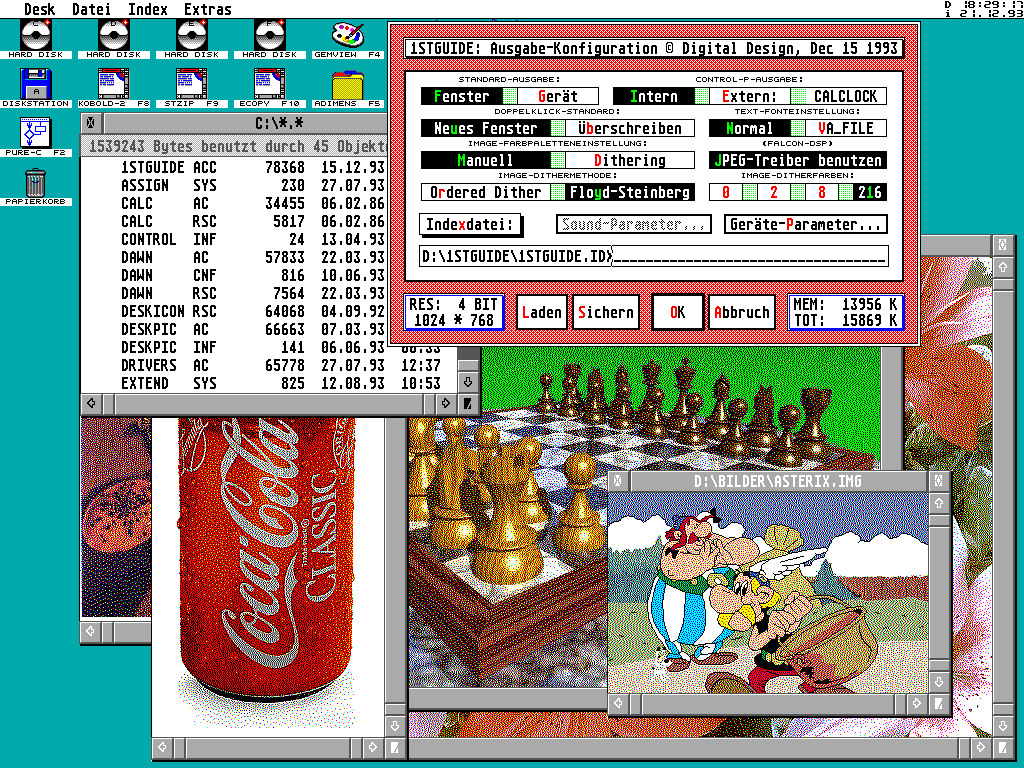 Desk Datei Index Extras
D 18:29:17
i 21.12.93
C D E F
HARD DISK HARD DISK HARD DISK HARD DISK GEMVIEW F4
A
DISKSTATION KOBOLD-2 F8 STZIP F9 ECOPY F10 ADIMENS F5
PURE-C F2
PAPIERKORB
C:\*.*
1539243 Bytes benutzt durch 45 Objekt
1STGUIDE ACC 78368 15.12.93
ASSIGN SYS 230 27.07.93
CALC AC 34455 06.02.86
CALC RSC 5817 06.02.86
CONTROL INF 24 13.04.93
DAWN AC 57833 22.03.93
DAWN CNF 816 10.06.93
DAWN RSC 7564 22.03.93
DESKICON RSC 64068 04.09.92
DESKPIC AC 66663 07.03.93
DESKPIC INF 141 06.06.93
DRIVERS AC 65778 27.07.93 12:37
EXTEND SYS 825 12.08.93 10:53
1STGUIDE: Ausgabe-Konfiguration © Digital Design, Dec 15 1993
STANDARD-AUSGABE: CONTROL-P-AUSGABE:
Fenster Gerät Intern Extern: CALCLOCK
DOPPELKLICK-STANDARD: TEXT-FONTEINSTELLUNG:
Neues Fenster Überschreiben Normal VA_FILE
IMAGE-FARBPALETTENEINSTELLUNG: (FALCON-DSP)
Manuell Dithering JPEG-Treiber benutzen
IMAGE-DITHERMETHODE: IMAGE-DITHERFARBEN:
Ordered Dither Floyd-Steinberg 0 2 8 216
Indexdatei: Sound-Parameter... Geräte-Parameter...
D:\1STGUIDE\1STGUIDE.IDX
RES: 4 BIT
1024 * 768
Laden Sichern OK Abbruch
MEM: 13956 K
TOT: 15869 K
Coca-Cola
CLASSIC
D:\BILDER\ASTERIX.IMG